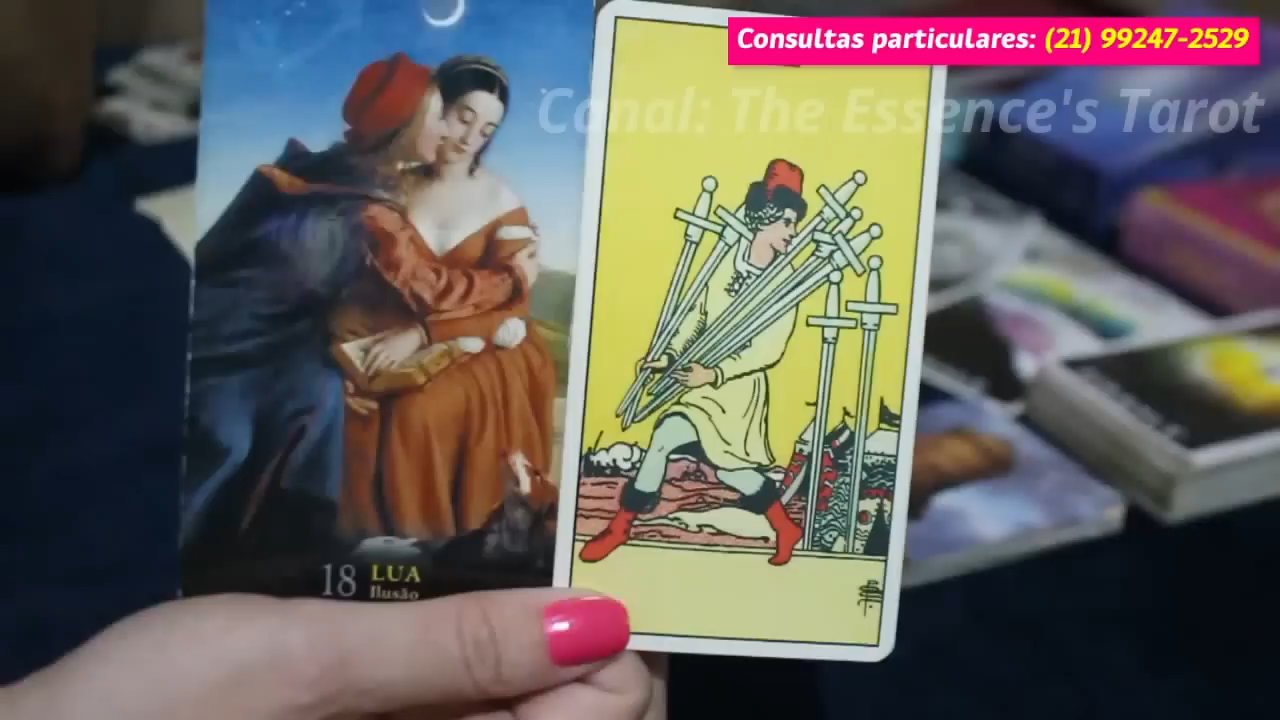 Consultas particulares: (21) 99247-2529
Canal: The Essence's Tarot
18 LUA
Ilusão